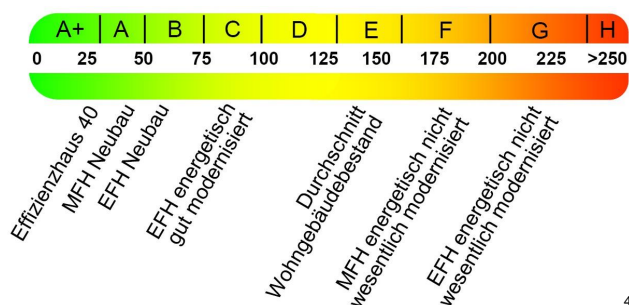 A+ A B C D E F G H
0 25 50 75 100 125 150 175 200 225 >250
Effizienzhaus 40
MFH Neubau
EFH Neubau
EFH energetisch
gut modernisiert
Durchschnitt
Wohngebäudebestand
MFH energetisch nicht
wesentlich modernisiert
EFH energetisch nicht
wesentlich modernisiert